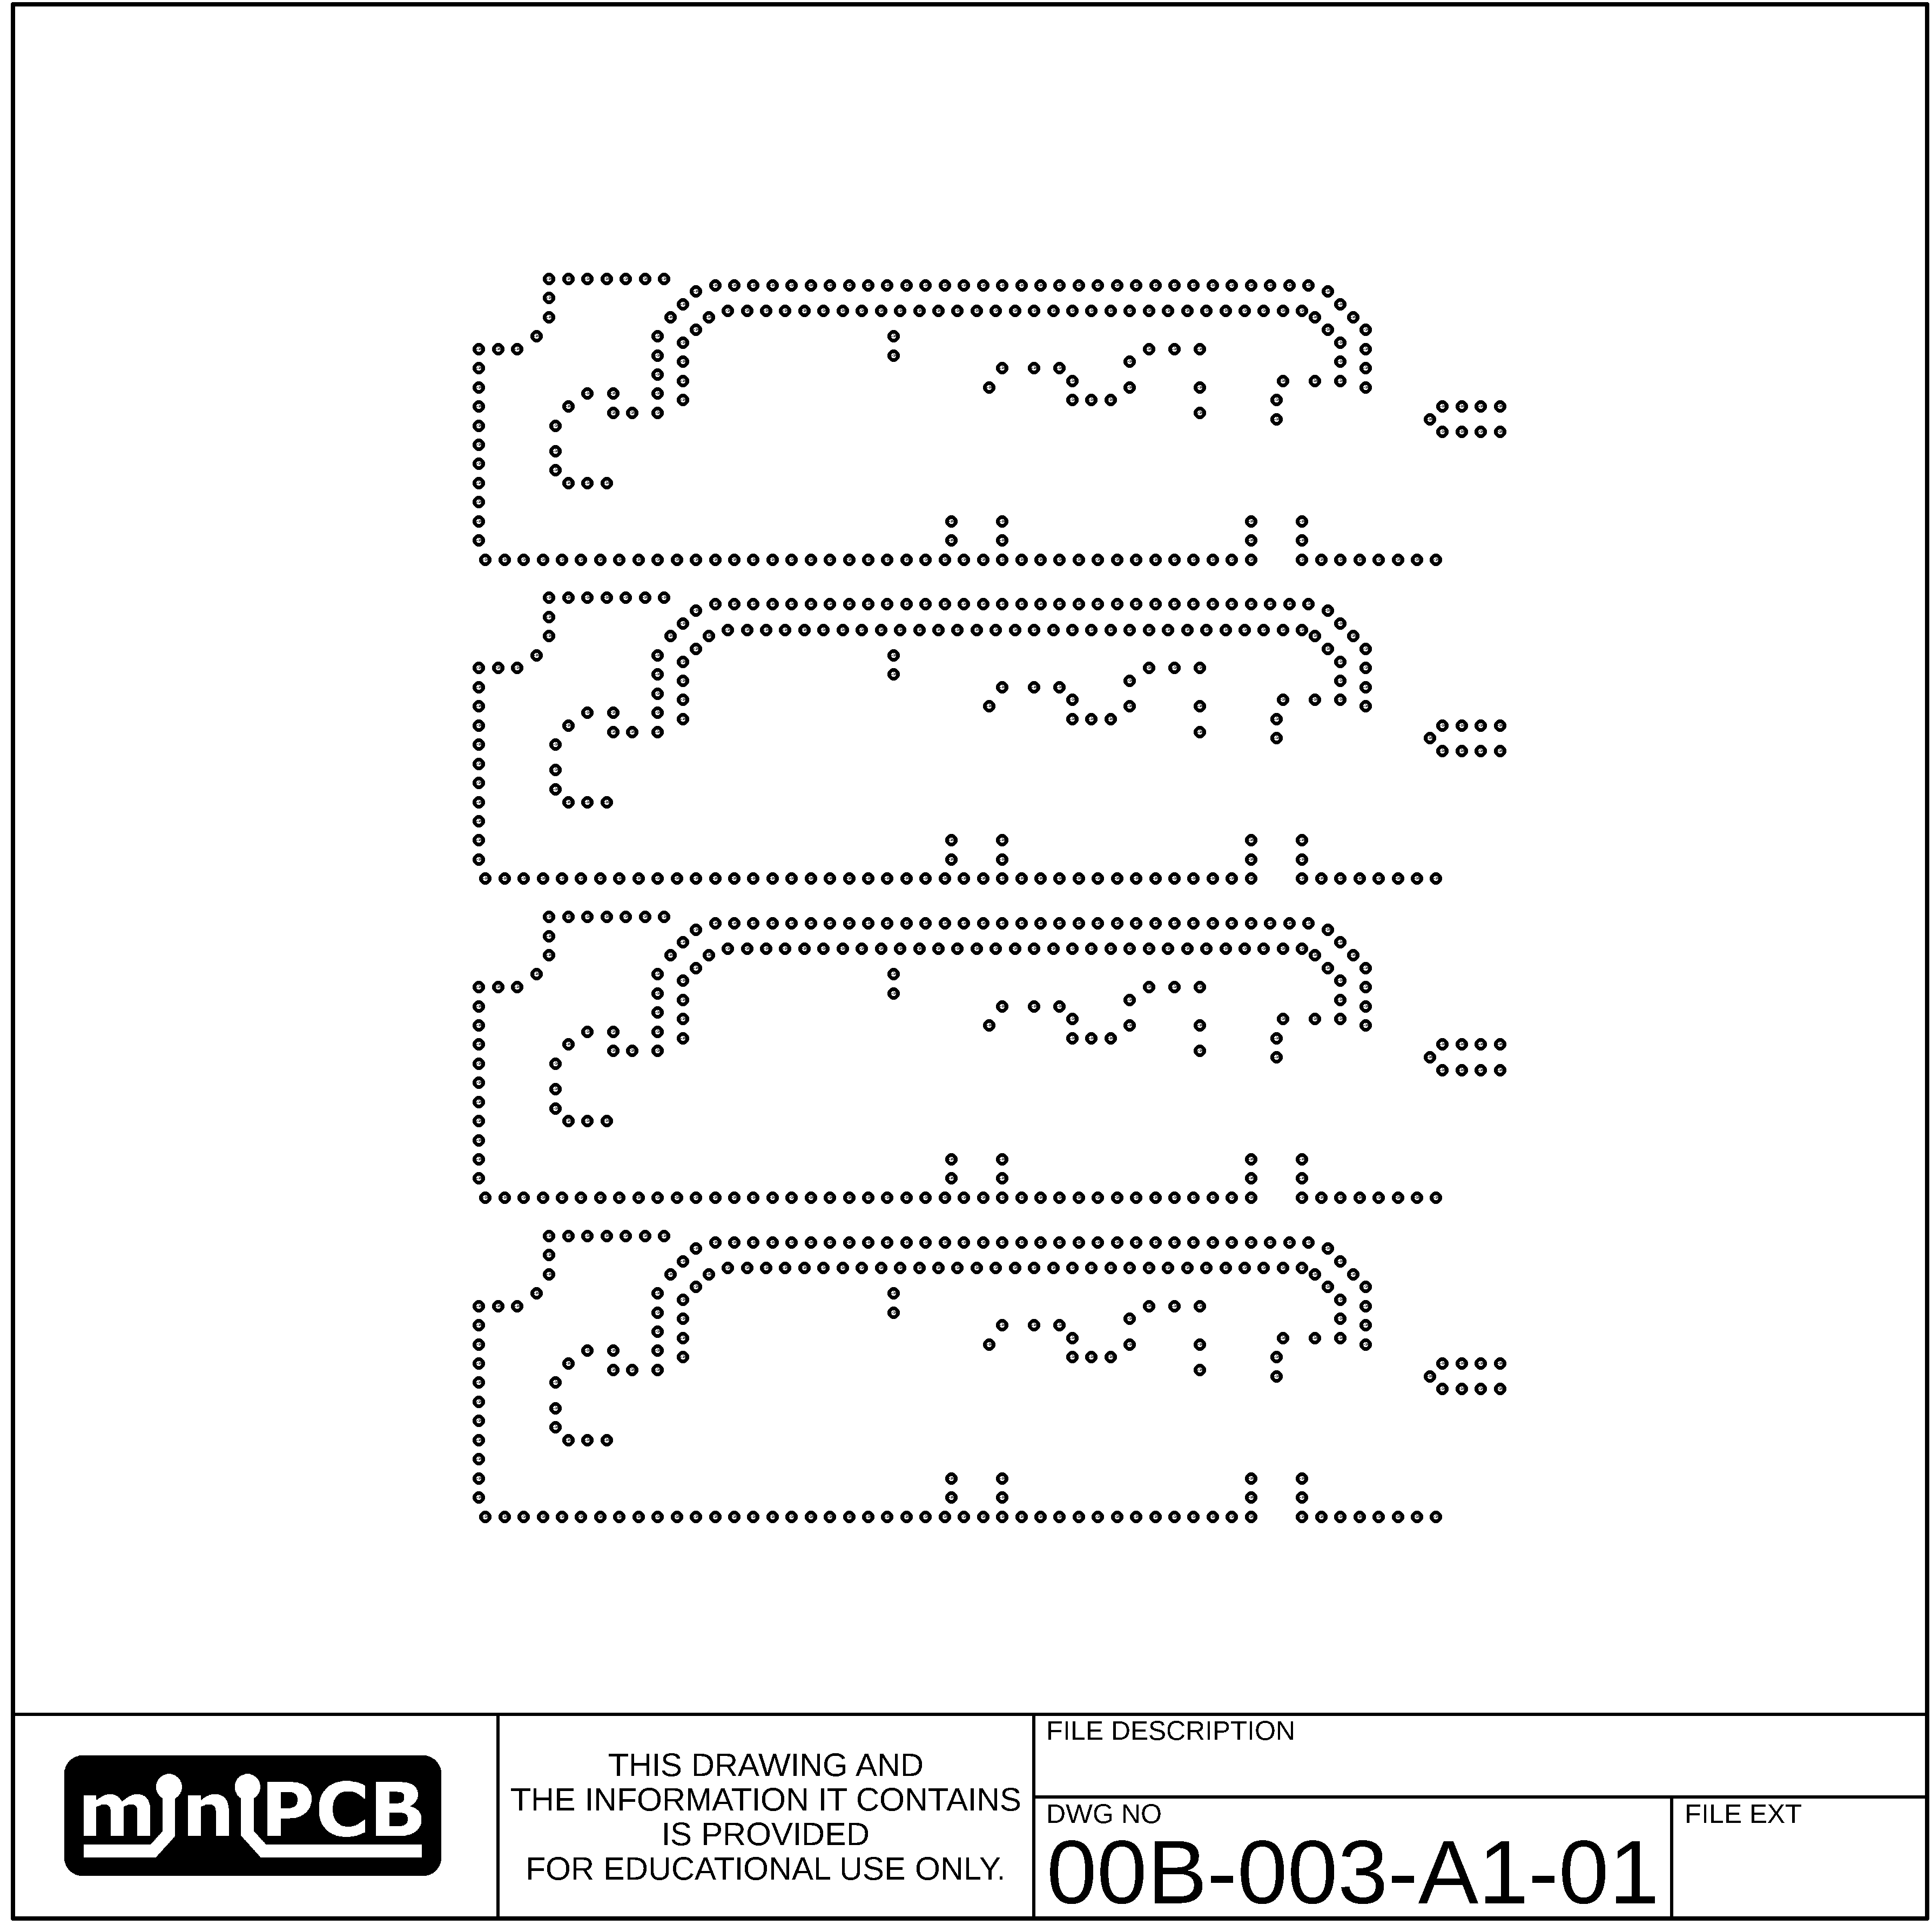 miniPCB
THIS DRAWING AND
THE INFORMATION IT CONTAINS
IS PROVIDED
FOR EDUCATIONAL USE ONLY.
FILE DESCRIPTION
DWG NO
00B-003-A1-01
FILE EXT